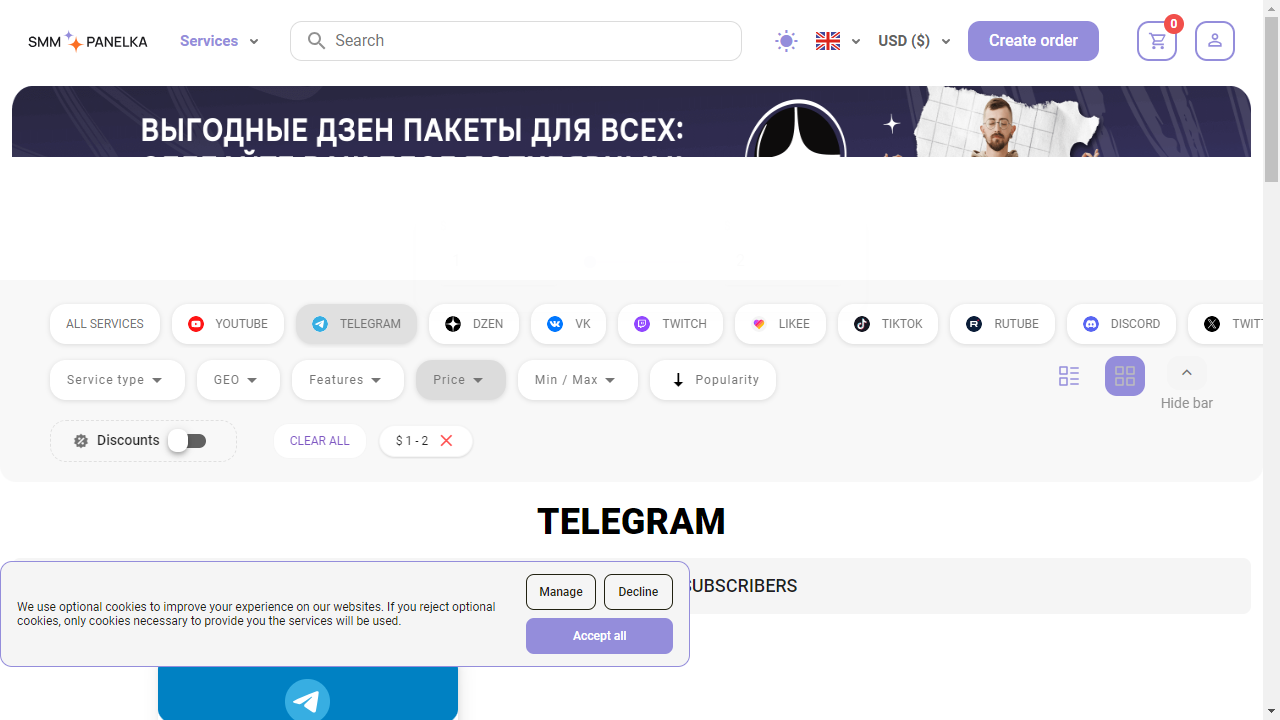 SMM PANELKA
Services
Search
USD ($)
Create order
0
ВЫГОДНЫЕ ДЗЕН ПАКЕТЫ ДЛЯ ВСЕХ:
ALL SERVICES
YOUTUBE
TELEGRAM
DZEN
VK
TWITCH
LIKEE
TIKTOK
RUTUBE
DISCORD
Service type
GEO
Features
Price
Min / Max
Popularity
Hide bar
Discounts
CLEAR ALL
$ 1 - 2
TELEGRAM
SUBSCRIBERS
We use optional cookies to improve your experience on our websites. If you reject optional
cookies, only cookies necessary to provide you the services will be used.
Manage
Decline
Accept all